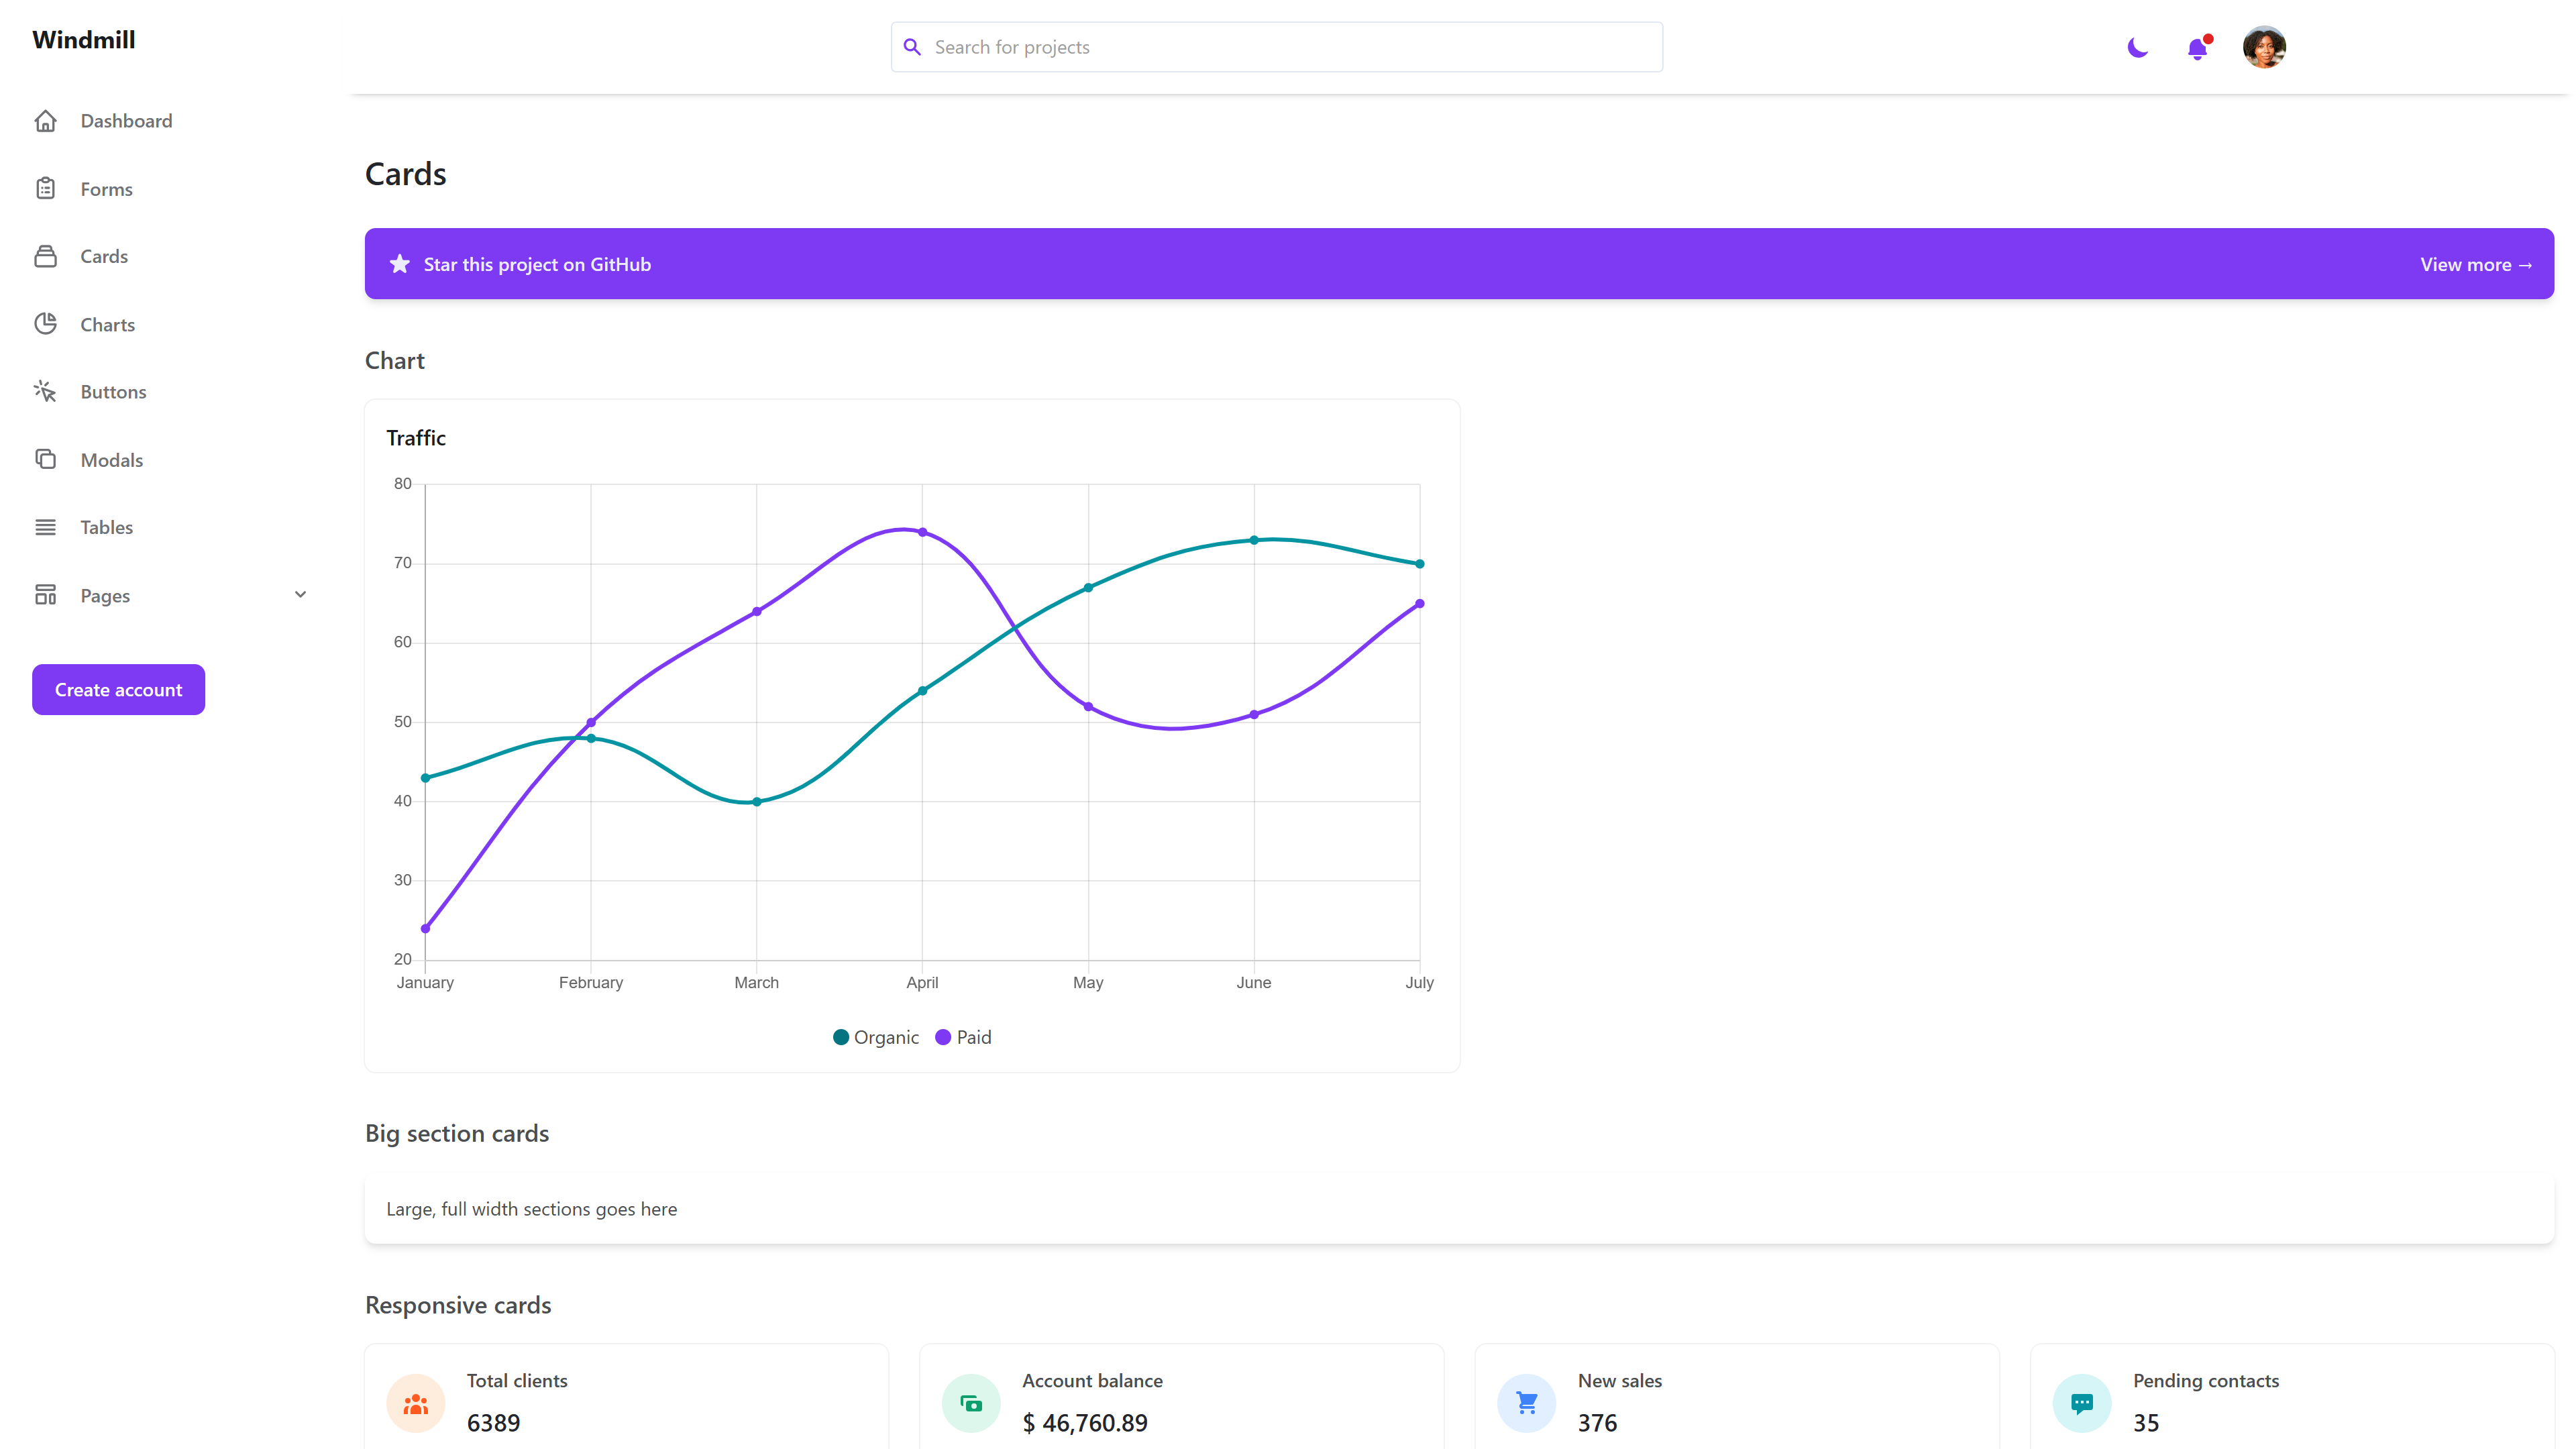 Windmill
Search for projects
Dashboard
Forms
Cards
Charts
Buttons
Modals
Tables
Pages
Create account
Cards
Star this project on GitHub
View more →
Chart
Traffic
80
70
60
50
40
30
20
January February March April May June July
Organic Paid
Big section cards
Large, full width sections goes here
Responsive cards
Total clients
6389
Account balance
$ 46,760.89
New sales
376
Pending contacts
35